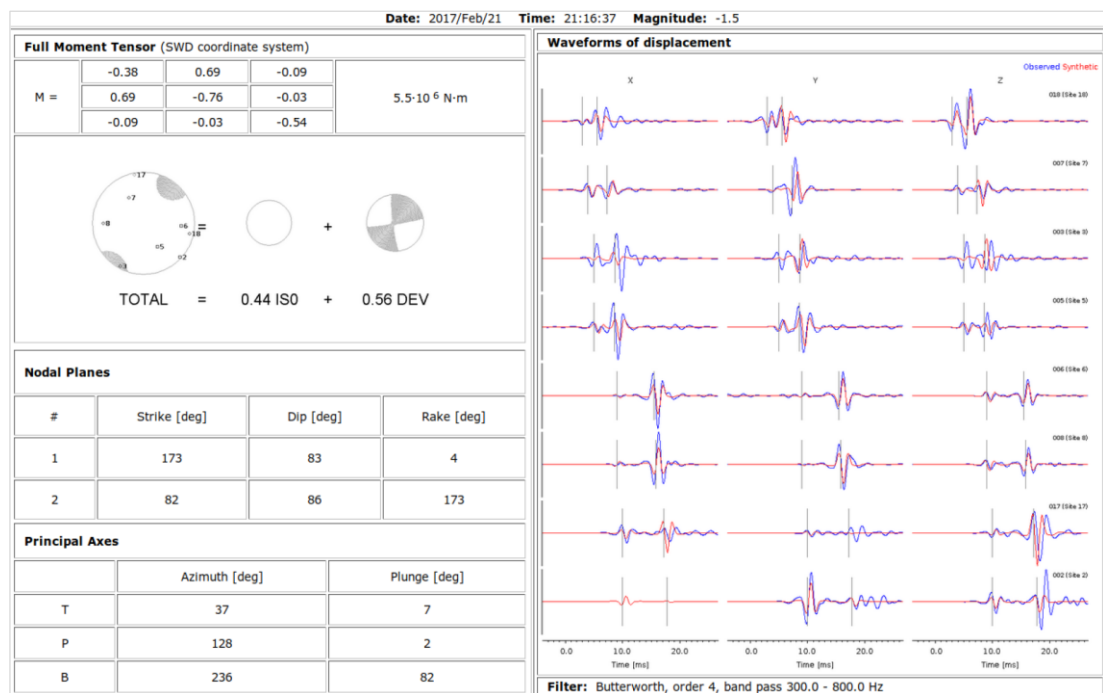 Date: 2017/Feb/21 Time: 21:16:37 Magnitude: -1.5
Full Moment Tensor (SWD coordinate system)
M =
-0.38 0.69 -0.09
0.69 -0.76 -0.03
-0.09 -0.03 -0.54
5.5·10 6 N·m
17
7
8
6
18
5
2
3
= +
TOTAL = 0.44 ISO + 0.56 DEV
Nodal Planes
# Strike [deg] Dip [deg] Rake [deg]
1 173 83 4
2 82 86 173
Principal Axes
Azimuth [deg] Plunge [deg]
T 37 7
P 128 2
B 236 82
Waveforms of displacement
Observed Synthetic
X Y Z
018 (Site 18)
007 (Site 7)
003 (Site 3)
005 (Site 5)
006 (Site 6)
008 (Site 8)
017 (Site 17)
002 (Site 2)
0.0 10.0 20.0 0.0 10.0 20.0 0.0 10.0 20.0
Time [ms] Time [ms] Time [ms]
Filter: Butterworth, order 4, band pass 300.0 - 800.0 Hz